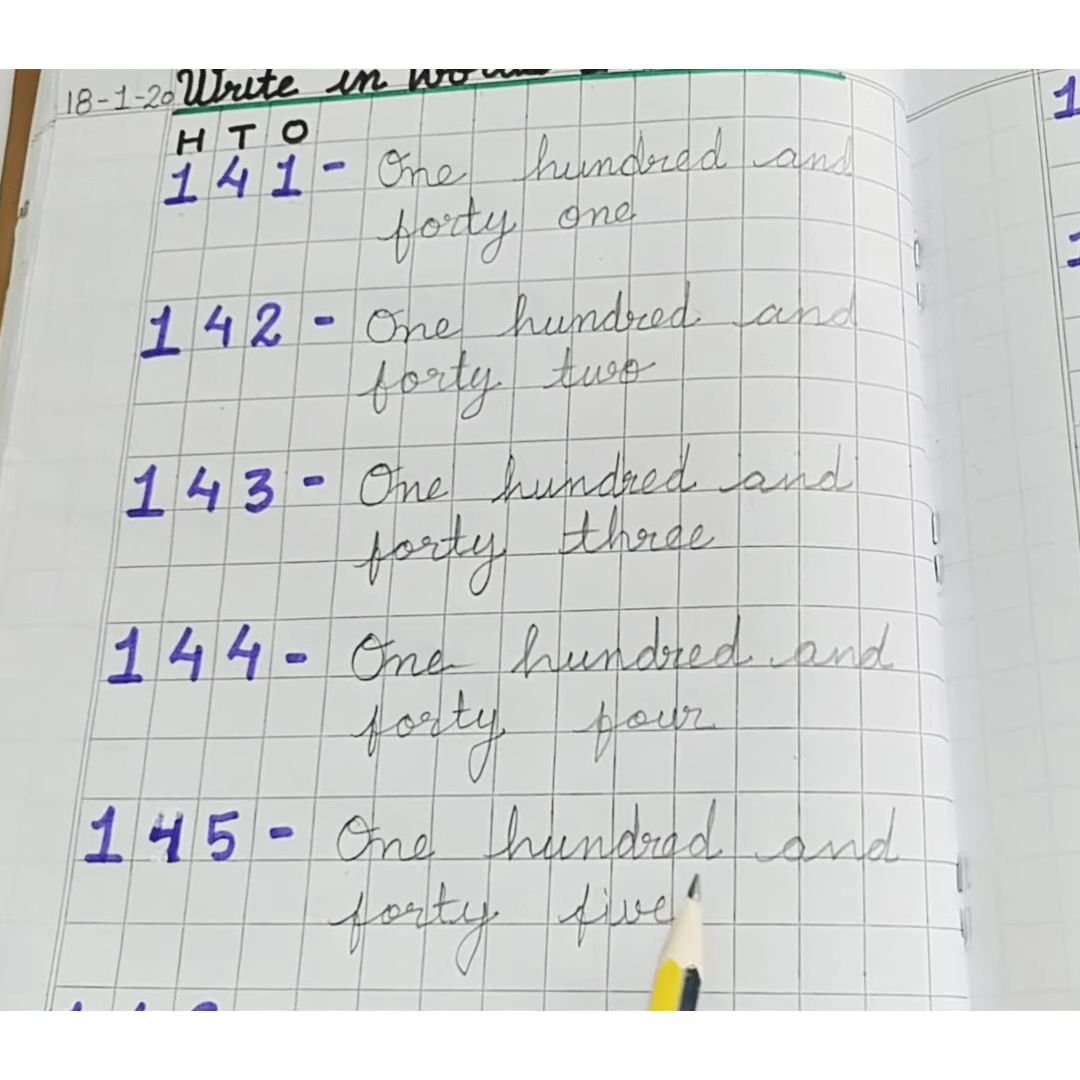 18-1-20 Write in
H T O
141 - One hundred and
forty one
142 - One hundred and
forty two
143 - One hundred and
forty three
144 - One hundred and
forty four
145 - One hundred and
forty five